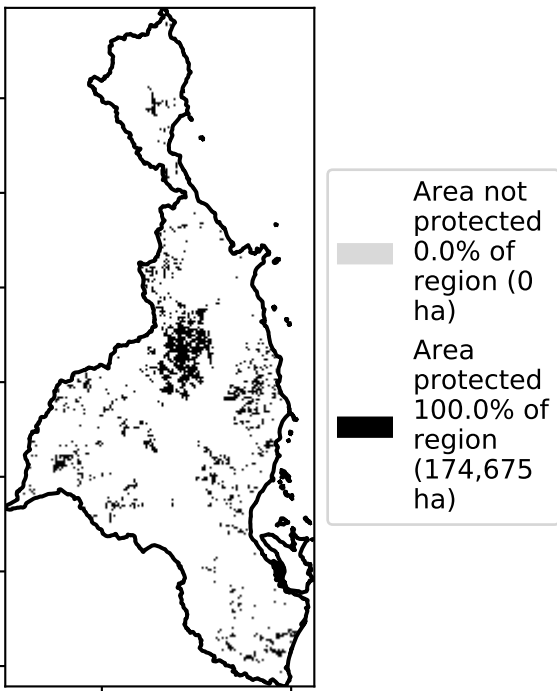 Area not
protected
0.0% of
region (0
ha)
Area
protected
100.0% of
region
(174,675
ha)